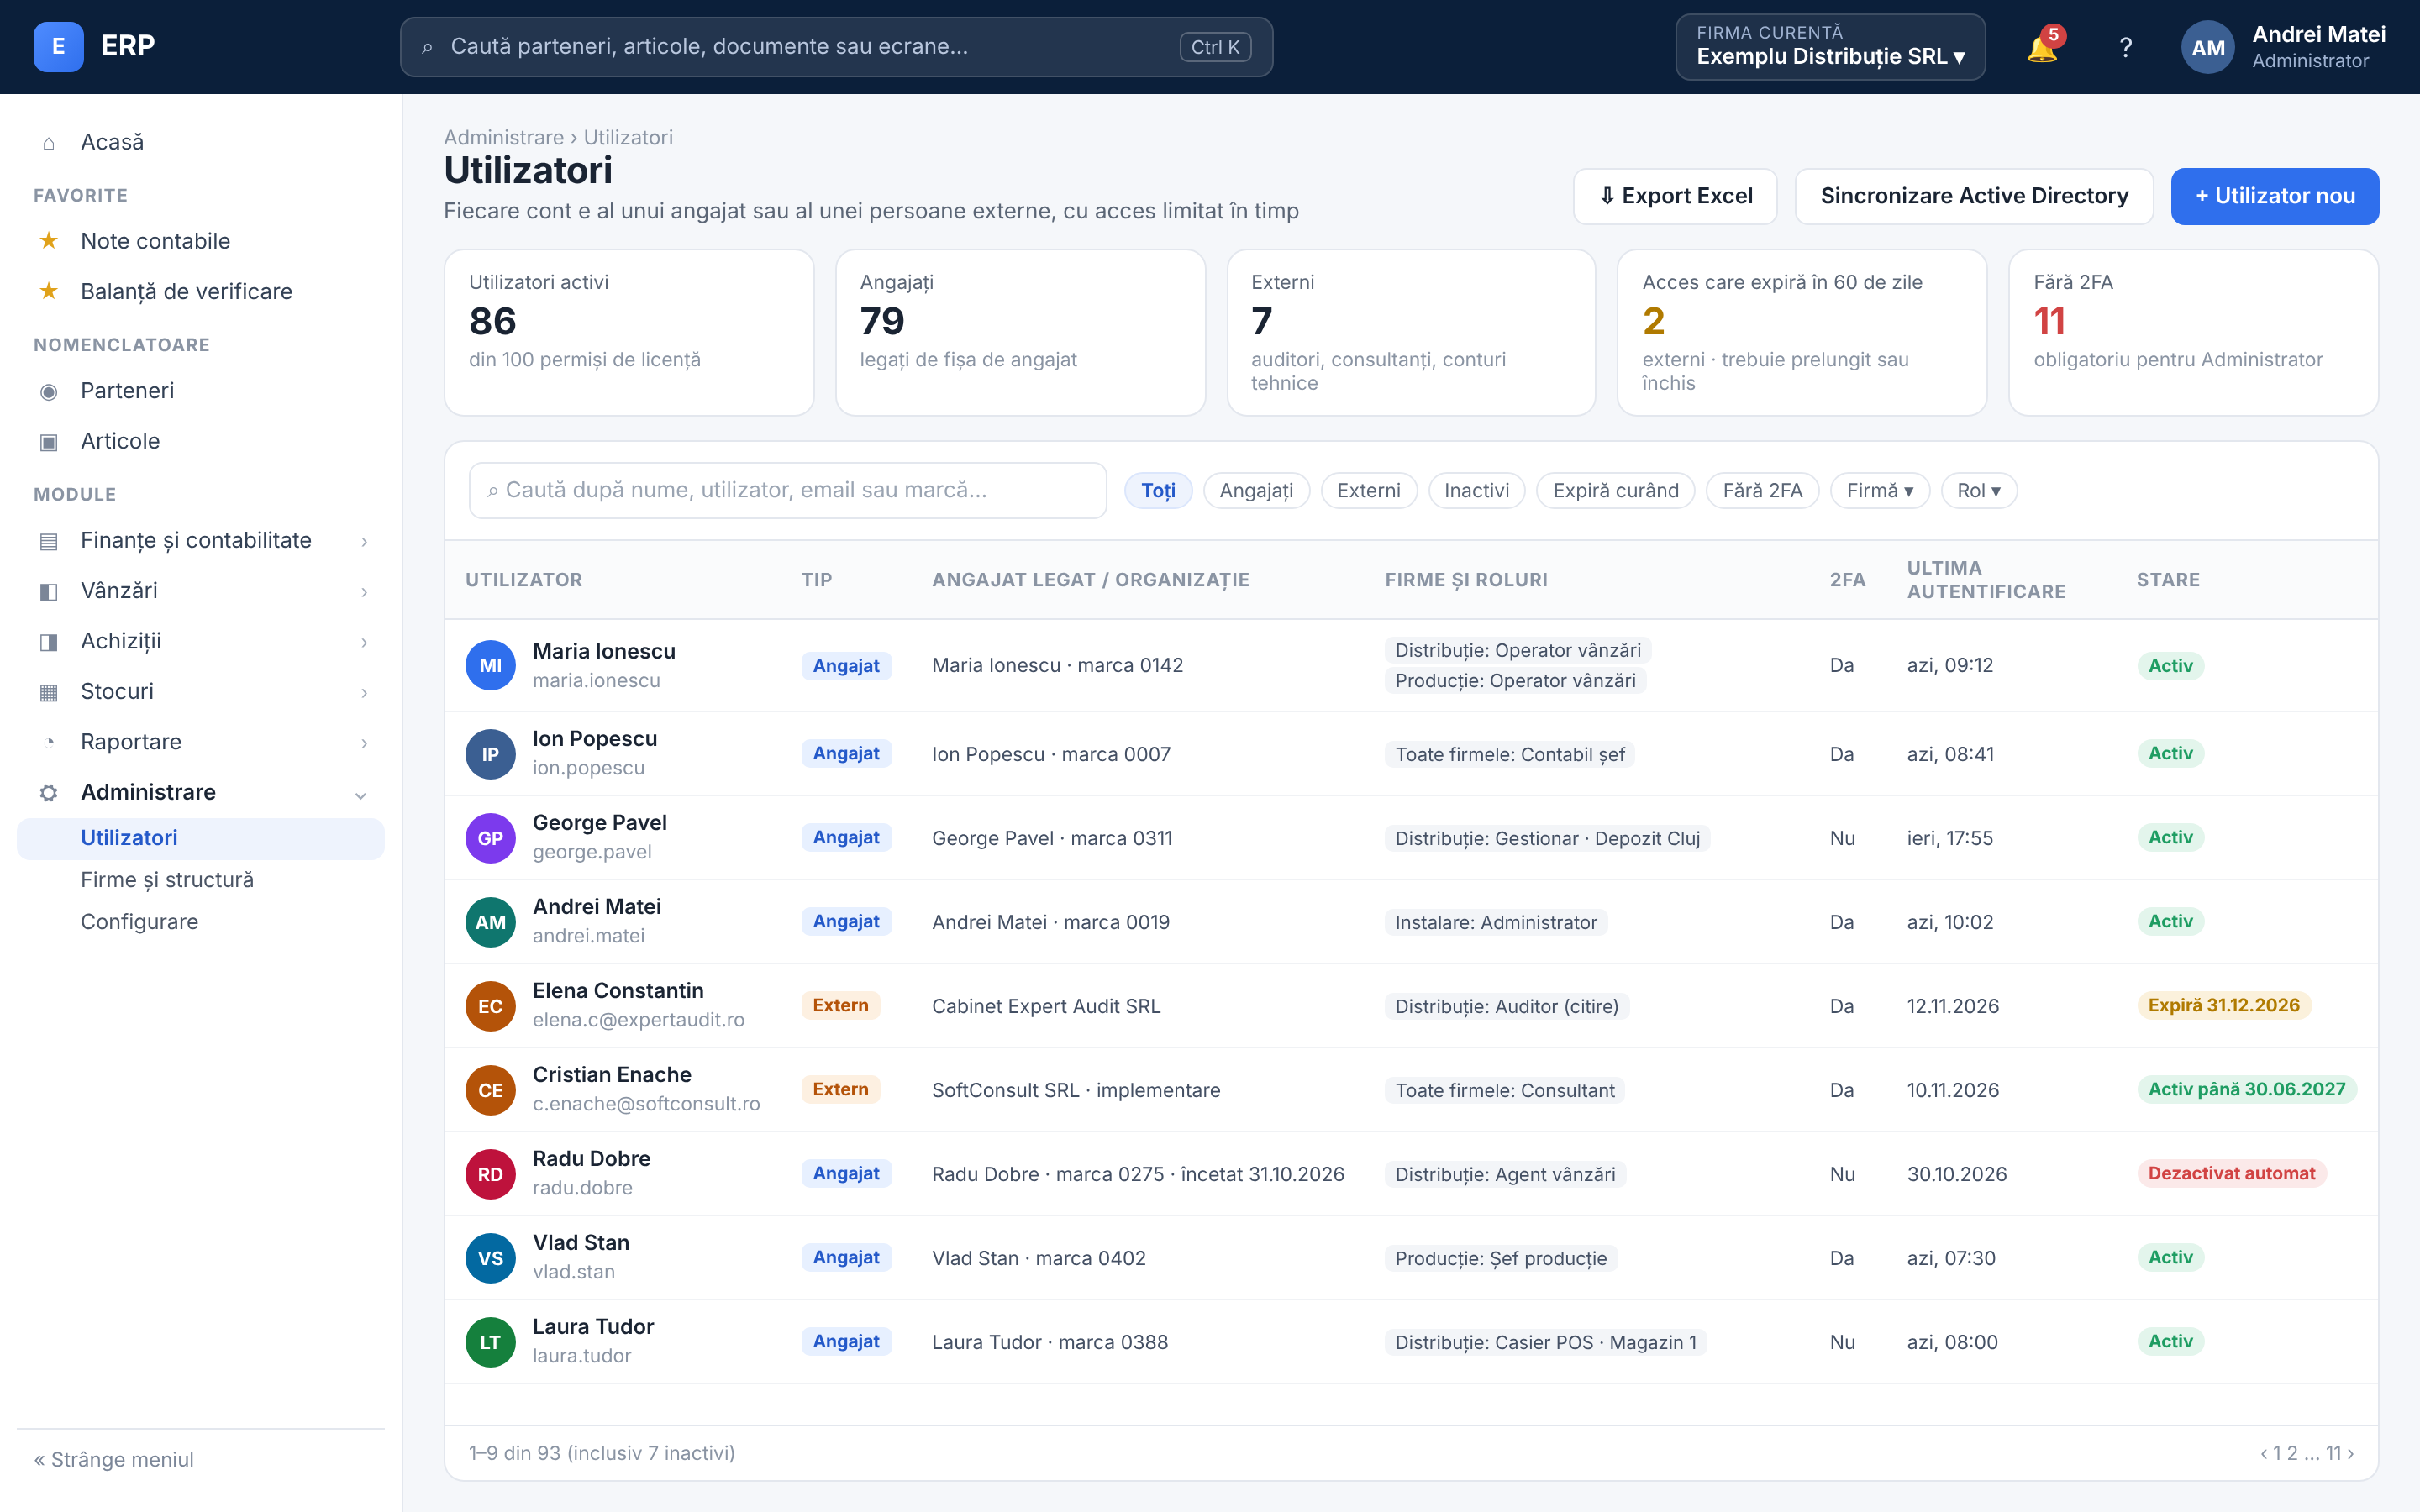 E ERP
Caută parteneri, articole, documente sau ecrane... Ctrl K
FIRMA CURENTĂ
Exemplu Distribuție SRL ▾
5
?
AM
Andrei Matei
Administrator
Acasă
FAVORITE
★ Note contabile
★ Balanță de verificare
NOMENCLATOARE
Parteneri
Articole
MODULE
Finanțe și contabilitate ›
Vânzări ›
Achiziții ›
Stocuri ›
Raportare ›
Administrare
Utilizatori
Firme și structură
Configurare
« Strânge meniul
Administrare › Utilizatori
Utilizatori
Fiecare cont e al unui angajat sau al unei persoane externe, cu acces limitat în timp
⇩ Export Excel
Sincronizare Active Directory
+ Utilizator nou
Utilizatori activi
86
din 100 permiși de licență
Angajați
79
legați de fișa de angajat
Externi
7
auditori, consultanți, conturi
tehnice
Acces care expiră în 60 de zile
2
externi · trebuie prelungit sau
închis
Fără 2FA
11
obligatoriu pentru Administrator
Caută după nume, utilizator, email sau marcă...
Toți Angajați Externi Inactivi Expiră curând Fără 2FA Firmă ▾ Rol ▾
UTILIZATOR TIP ANGAJAT LEGAT / ORGANIZAȚIE FIRME ȘI ROLURI 2FA ULTIMA AUTENTIFICARE STARE
MI Maria Ionescu
maria.ionescu
Angajat Maria Ionescu · marca 0142
Distribuție: Operator vânzări
Producție: Operator vânzări
Da azi, 09:12 Activ
IP Ion Popescu
ion.popescu
Angajat Ion Popescu · marca 0007 Toate firmele: Contabil șef Da azi, 08:41 Activ
GP George Pavel
george.pavel
Angajat George Pavel · marca 0311 Distribuție: Gestionar · Depozit Cluj Nu ieri, 17:55 Activ
AM Andrei Matei
andrei.matei
Angajat Andrei Matei · marca 0019 Instalare: Administrator Da azi, 10:02 Activ
EC Elena Constantin
elena.c@expertaudit.ro
Extern Cabinet Expert Audit SRL Distribuție: Auditor (citire) Da 12.11.2026 Expiră 31.12.2026
CE Cristian Enache
c.enache@softconsult.ro
Extern SoftConsult SRL · implementare Toate firmele: Consultant Da 10.11.2026 Activ până 30.06.2027
RD Radu Dobre
radu.dobre
Angajat Radu Dobre · marca 0275 · încetat 31.10.2026 Distribuție: Agent vânzări Nu 30.10.2026 Dezactivat automat
VS Vlad Stan
vlad.stan
Angajat Vlad Stan · marca 0402 Producție: Șef producție Da azi, 07:30 Activ
LT Laura Tudor
laura.tudor
Angajat Laura Tudor · marca 0388 Distribuție: Casier POS · Magazin 1 Nu azi, 08:00 Activ
1–9 din 93 (inclusiv 7 inactivi)
‹ 1 2 ... 11 ›